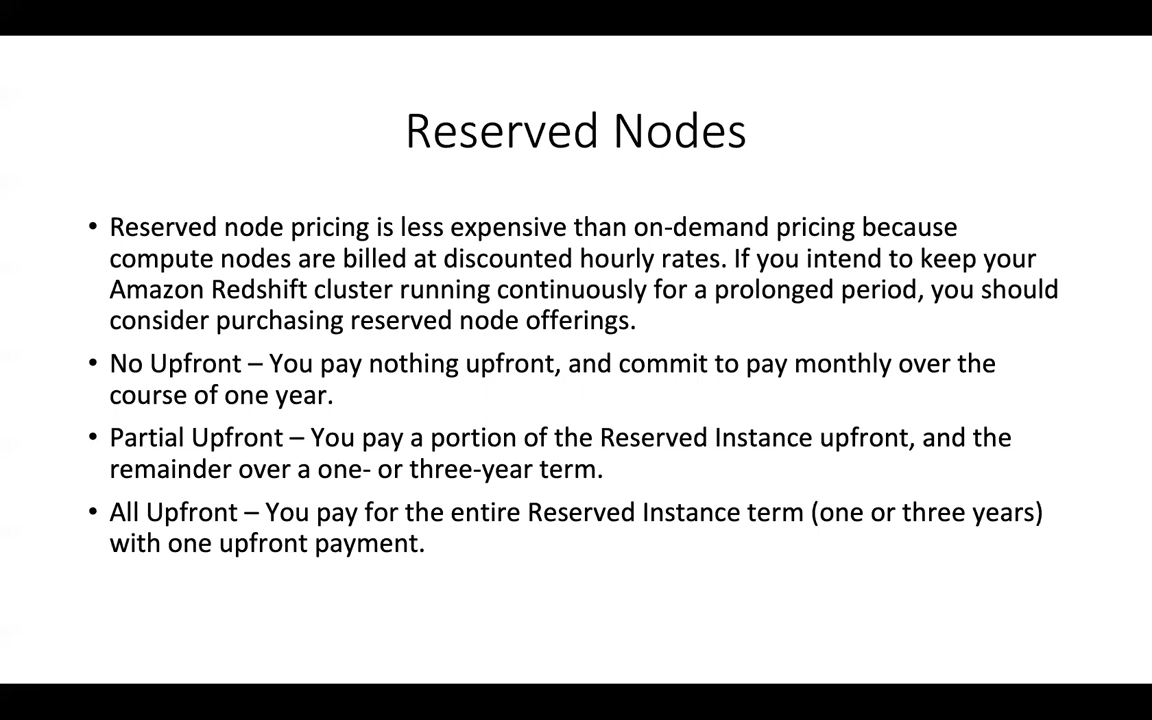 Reserved Nodes
• Reserved node pricing is less expensive than on-demand pricing because
compute nodes are billed at discounted hourly rates. If you intend to keep your
Amazon Redshift cluster running continuously for a prolonged period, you should
consider purchasing reserved node offerings.
• No Upfront – You pay nothing upfront, and commit to pay monthly over the
course of one year.
• Partial Upfront – You pay a portion of the Reserved Instance upfront, and the
remainder over a one- or three-year term.
• All Upfront – You pay for the entire Reserved Instance term (one or three years)
with one upfront payment.